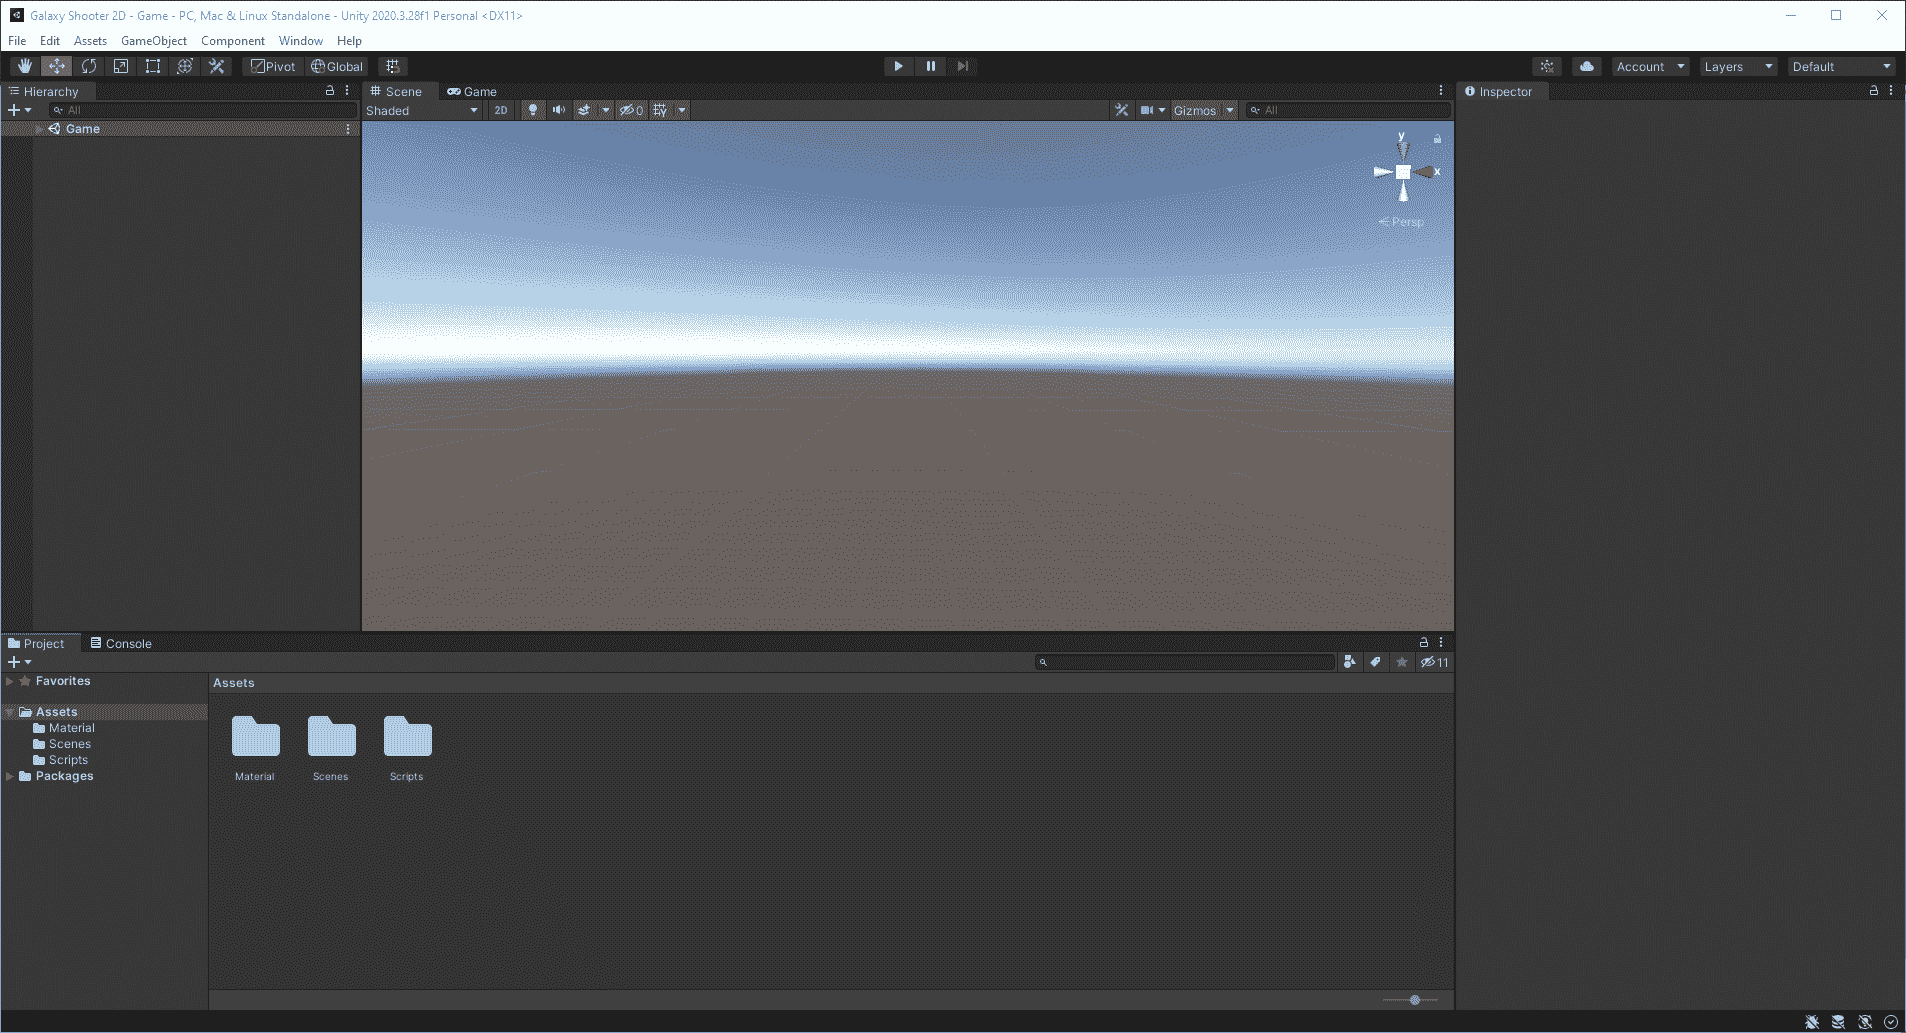 Galaxy Shooter 2D - Game - PC, Mac & Linux Standalone - Unity 2020.3.28f1 Personal <DX11>
File Edit Assets GameObject Component Window Help
Pivot Global Account Layers Default
Hierarchy Scene Game Inspector
All Shaded 2D 0 Gizmos All
Game
y
x
Persp
Project Console
11
Favorites Assets
Assets
Material
Scenes
Scripts
Packages
Material Scenes Scripts